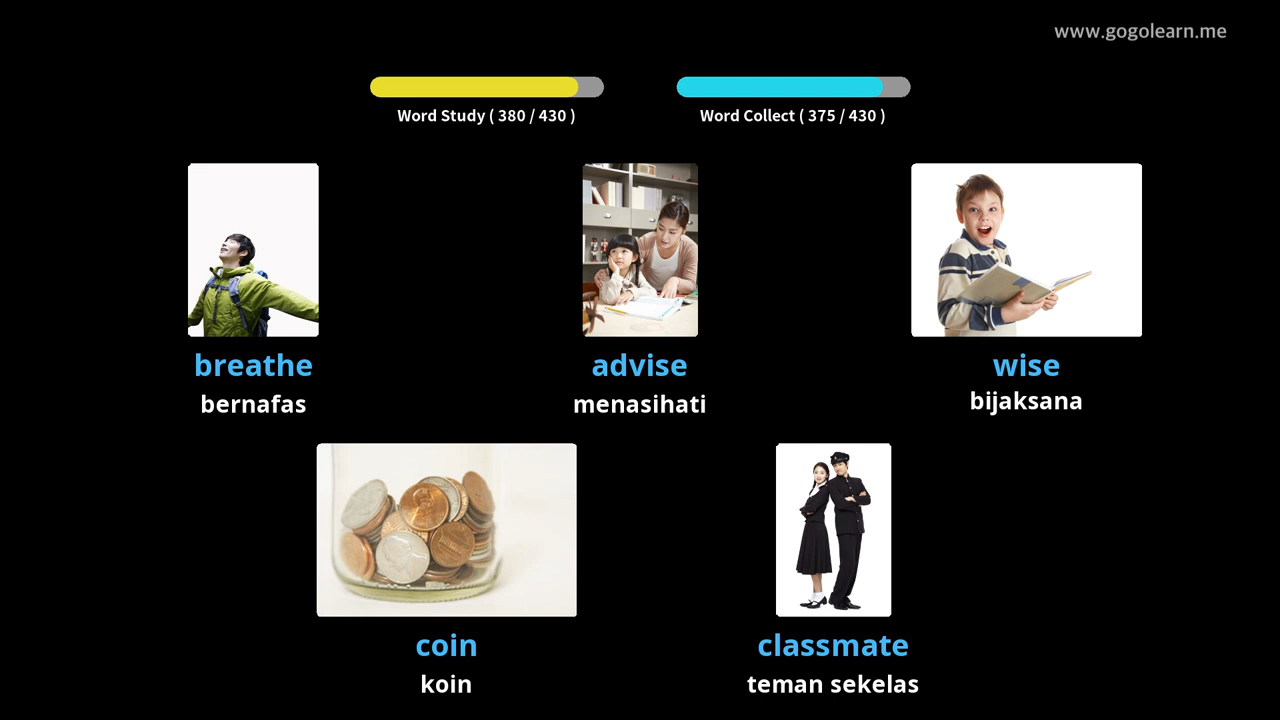 www.gogolearn.me
Word Study ( 380 / 430 )
Word Collect ( 375 / 430 )
breathe
bernafas
advise
menasihati
wise
bijaksana
coin
koin
classmate
teman sekelas